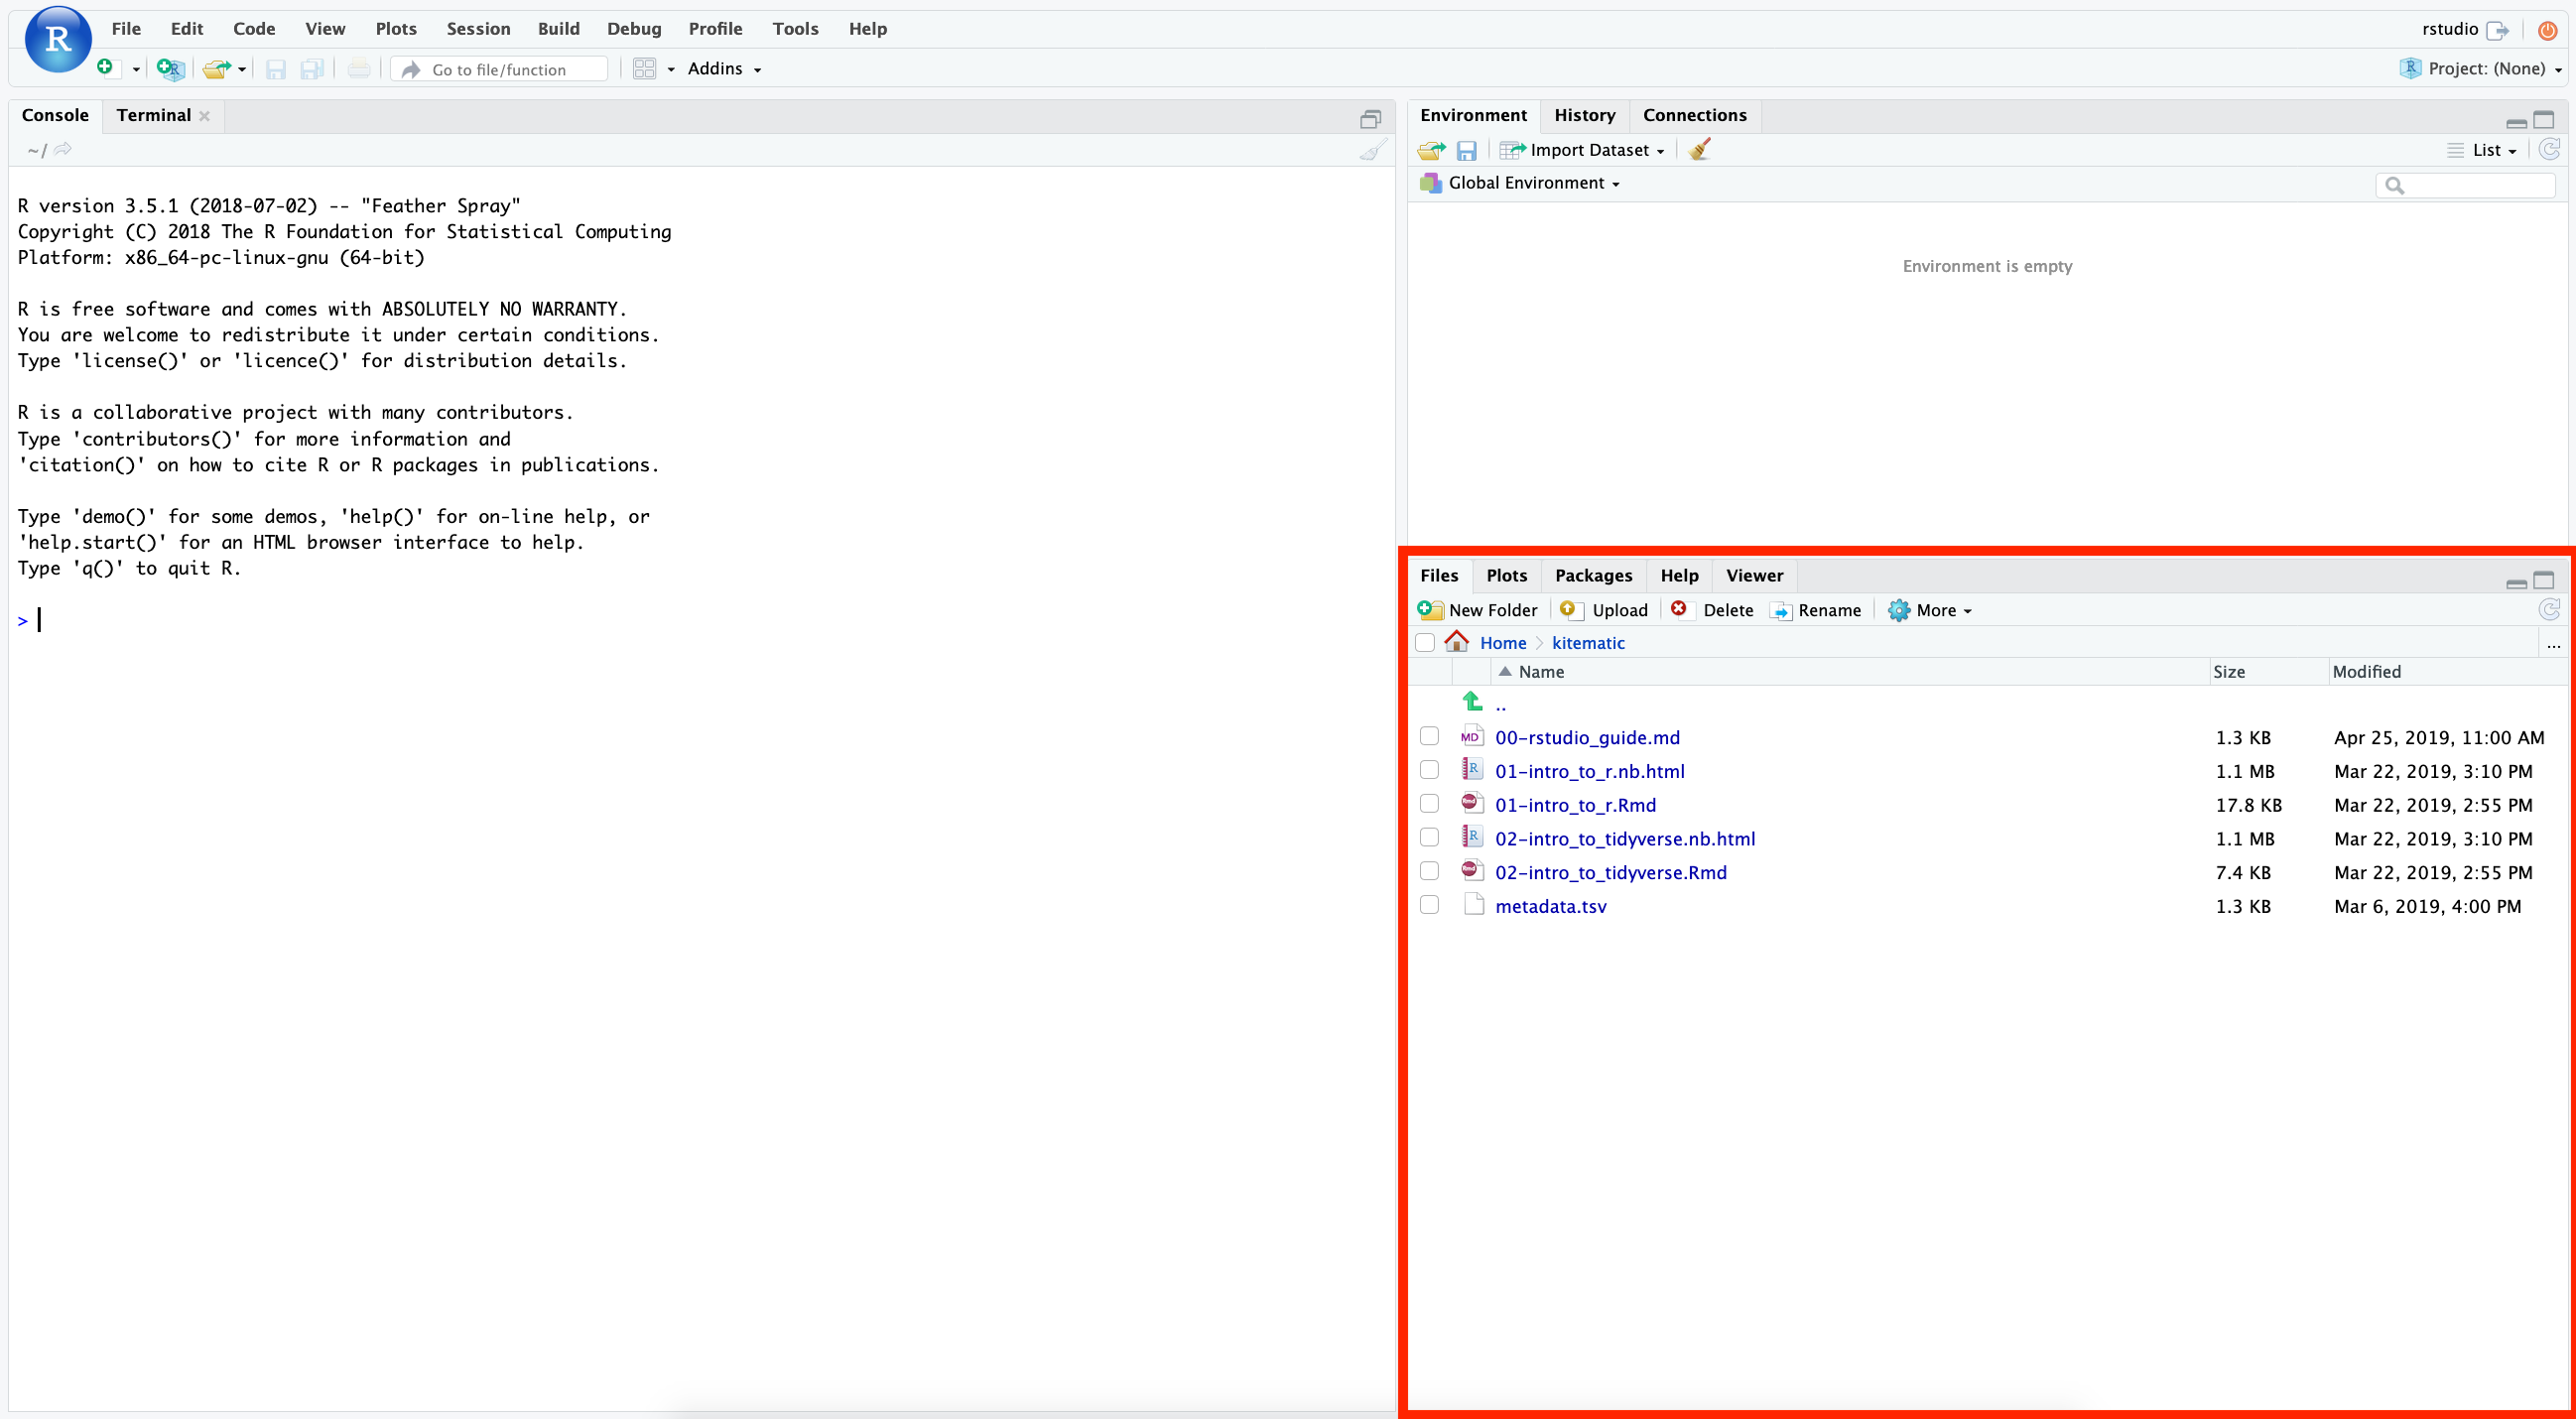 R File Edit Code View Plots Session Build Debug Profile Tools Help rstudio
R Go to file/function Addins R Project: (None)
Console Terminal
~/
R version 3.5.1 (2018-07-02) -- "Feather Spray"
Copyright (C) 2018 The R Foundation for Statistical Computing
Platform: x86_64-pc-linux-gnu (64-bit)
R is free software and comes with ABSOLUTELY NO WARRANTY.
You are welcome to redistribute it under certain conditions.
Type 'license()' or 'licence()' for distribution details.
R is a collaborative project with many contributors.
Type 'contributors()' for more information and
'citation()' on how to cite R or R packages in publications.
Type 'demo()' for some demos, 'help()' for on-line help, or
'help.start()' for an HTML browser interface to help.
Type 'q()' to quit R.
>
Environment History Connections
Import Dataset List
Global Environment
Environment is empty
Files Plots Packages Help Viewer
New Folder Upload Delete Rename More
Home kitematic ...
Name Size Modified
..
MD 00-rstudio_guide.md 1.3 KB Apr 25, 2019, 11:00 AM
R 01-intro_to_r.nb.html 1.1 MB Mar 22, 2019, 3:10 PM
Rmd 01-intro_to_r.Rmd 17.8 KB Mar 22, 2019, 2:55 PM
R 02-intro_to_tidyverse.nb.html 1.1 MB Mar 22, 2019, 3:10 PM
Rmd 02-intro_to_tidyverse.Rmd 7.4 KB Mar 22, 2019, 2:55 PM
metadata.tsv 1.3 KB Mar 6, 2019, 4:00 PM